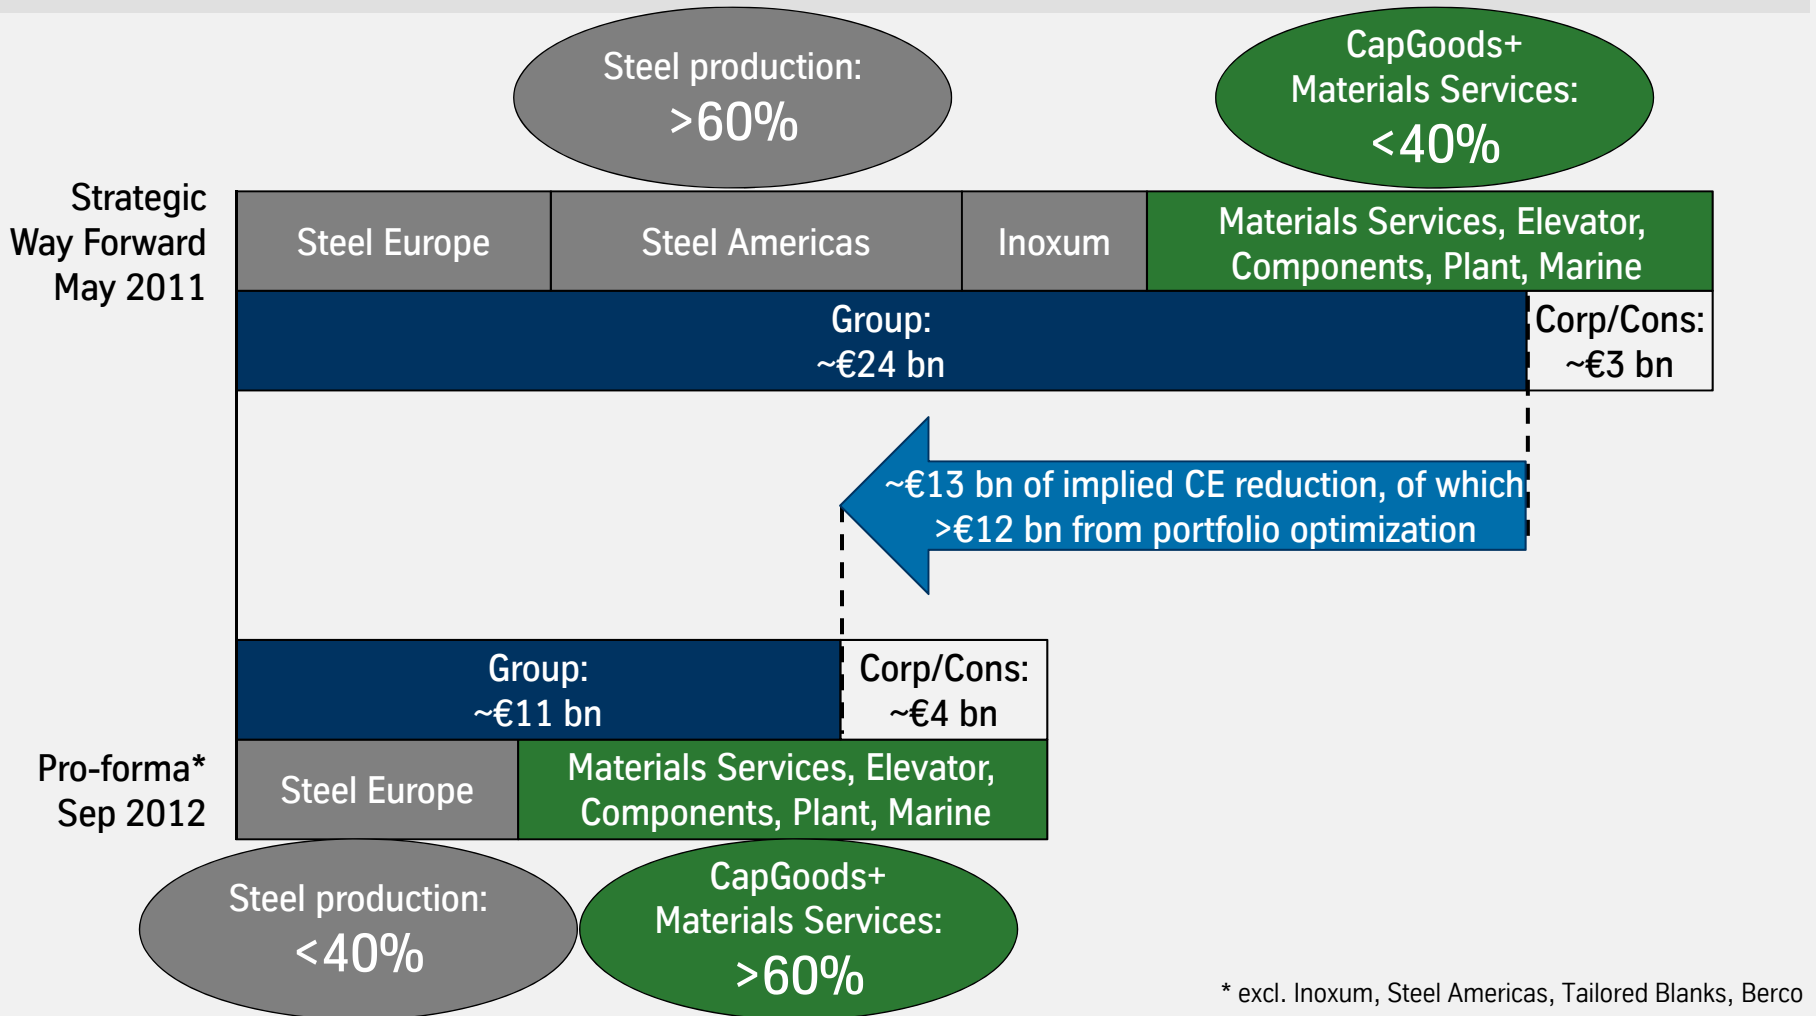 Steel production:
>60%
CapGoods+
Materials Services:
<40%
Strategic
Way Forward
May 2011
Steel Europe
Steel Americas
Inoxum
Materials Services, Elevator,
Components, Plant, Marine
Group:
~€24 bn
Corp/Cons:
~€3 bn
~€13 bn of implied CE reduction, of which
>€12 bn from portfolio optimization
Group:
~€11 bn
Corp/Cons:
~€4 bn
Pro-forma*
Sep 2012
Steel Europe
Materials Services, Elevator,
Components, Plant, Marine
Steel production:
<40%
CapGoods+
Materials Services:
>60%
* excl. Inoxum, Steel Americas, Tailored Blanks, Berco